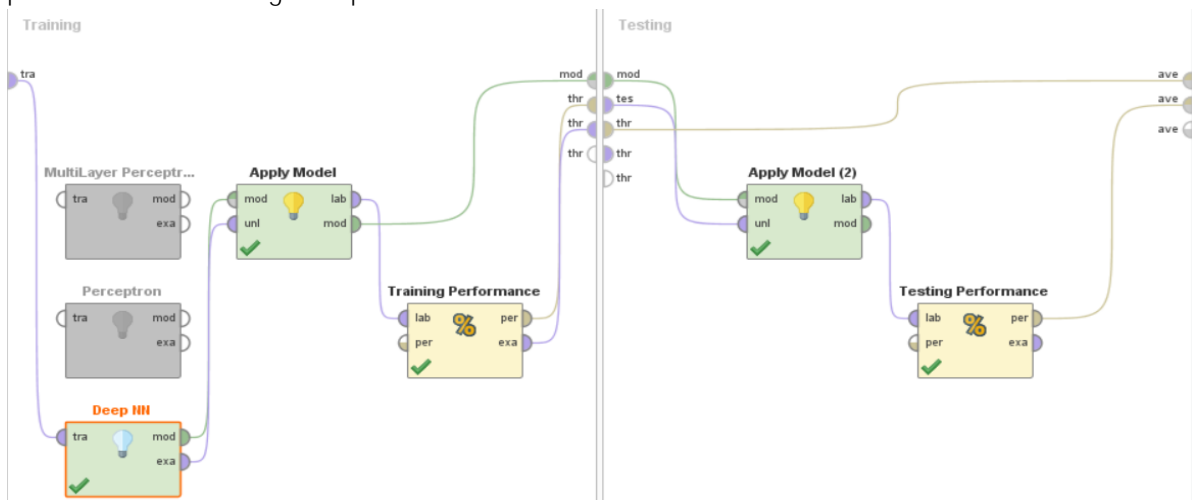 Training
tra
MultiLayer Perceptr...
tra
mod
exa
Perceptron
tra
mod
exa
Deep NN
tra
mod
exa
Apply Model
mod
lab
unl
mod
Training Performance
lab
per
per
exa
mod
thr
thr
thr
Testing
mod
tes
thr
thr
thr
Apply Model (2)
mod
lab
unl
mod
Testing Performance
lab
per
per
exa
ave
ave
ave